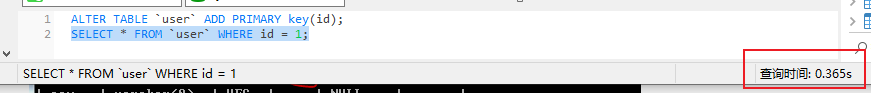 1 ALTER TABLE `user` ADD PRIMARY key(id);
2 SELECT * FROM `user` WHERE id = 1;
SELECT * FROM `user` WHERE id = 1
查询时间: 0.365s